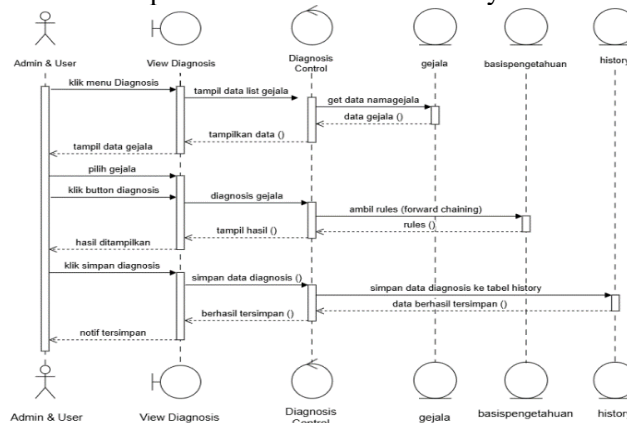 Admin & User
View Diagnosis
Diagnosis
Control
gejala
basispengetahuan
history
klik menu Diagnosis
tampil data list gejala
get data namagejala
data gejala ()
tampilkan data ()
tampil data gejala
pilih gejala
klik button diagnosis
diagnosis gejala
ambil rules (forward chaining)
rules ()
tampil hasil ()
hasil ditampilkan
klik simpan diagnosis
simpan data diagnosis ()
simpan data diagnosis ke tabel history
data berhasil tersimpan ()
berhasil tersimpan ()
notif tersimpan
Admin & User
View Diagnosis
Diagnosis
Control
gejala
basispengetahuan
history